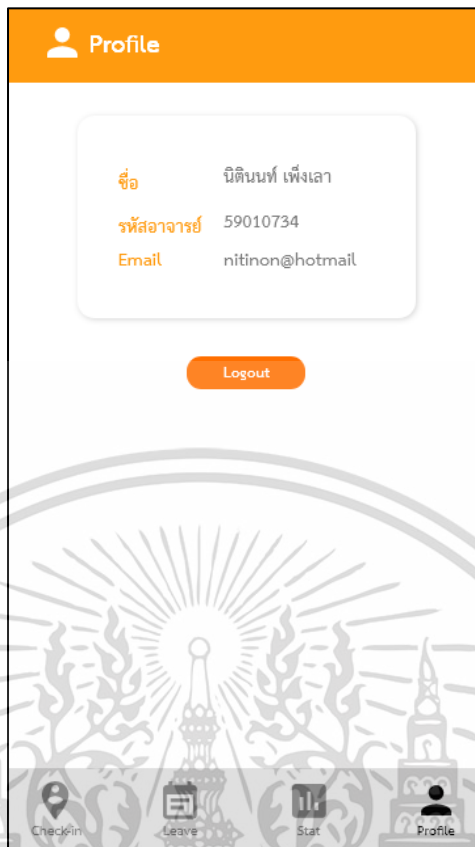 Profile
ชื่อ นิตินนท์ เพ็งเลา
รหัสอาจารย์ 59010734
Email nitinon@hotmail
Logout
Check-in Leave Stat Profile